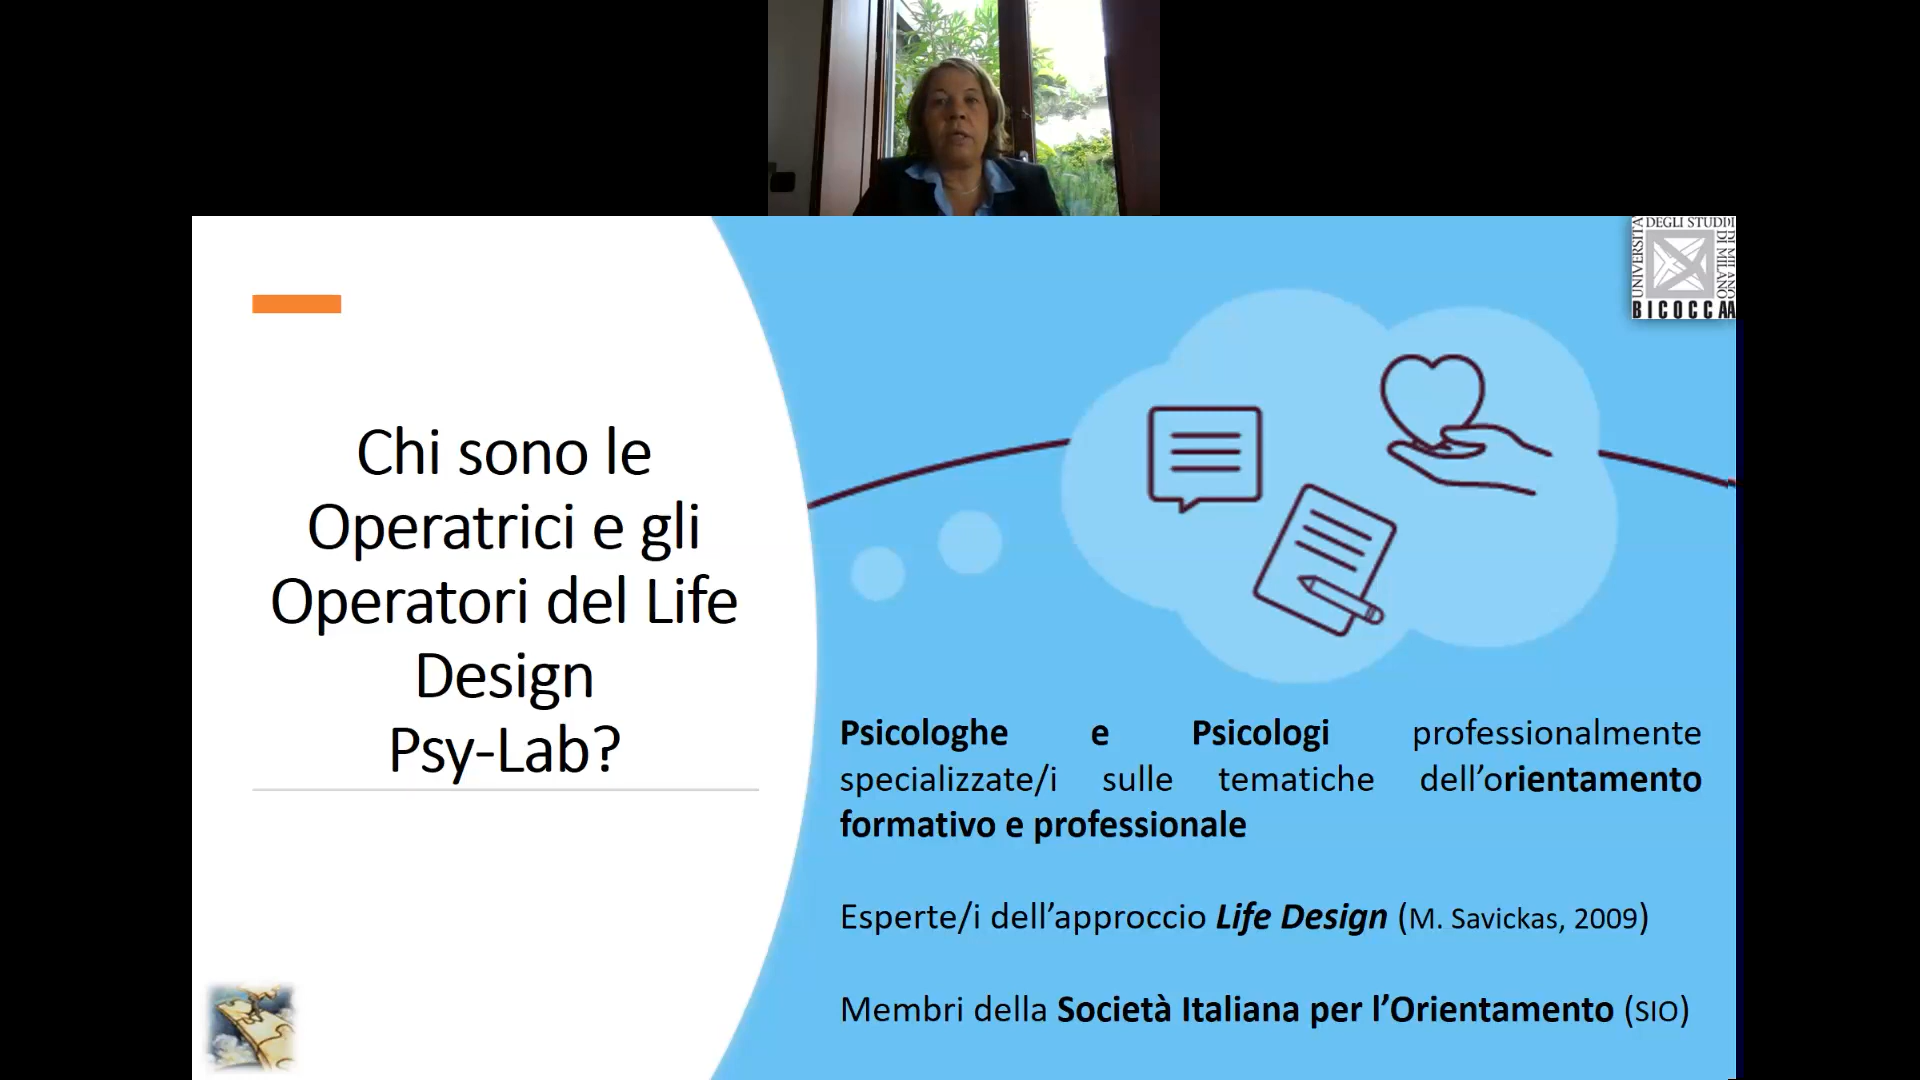 UNIVERSITÀ
DEGLI STUDI
DI MILANO
BICOCCA
Chi sono le
Operatrici e gli
Operatori del Life
Design
Psy-Lab?
Psicologhe e Psicologi professionalmente
specializzate/i sulle tematiche dell’orientamento
formativo e professionale
Esperte/i dell’approccio Life Design (M. Savickas, 2009)
Membri della Società Italiana per l’Orientamento (SIO)